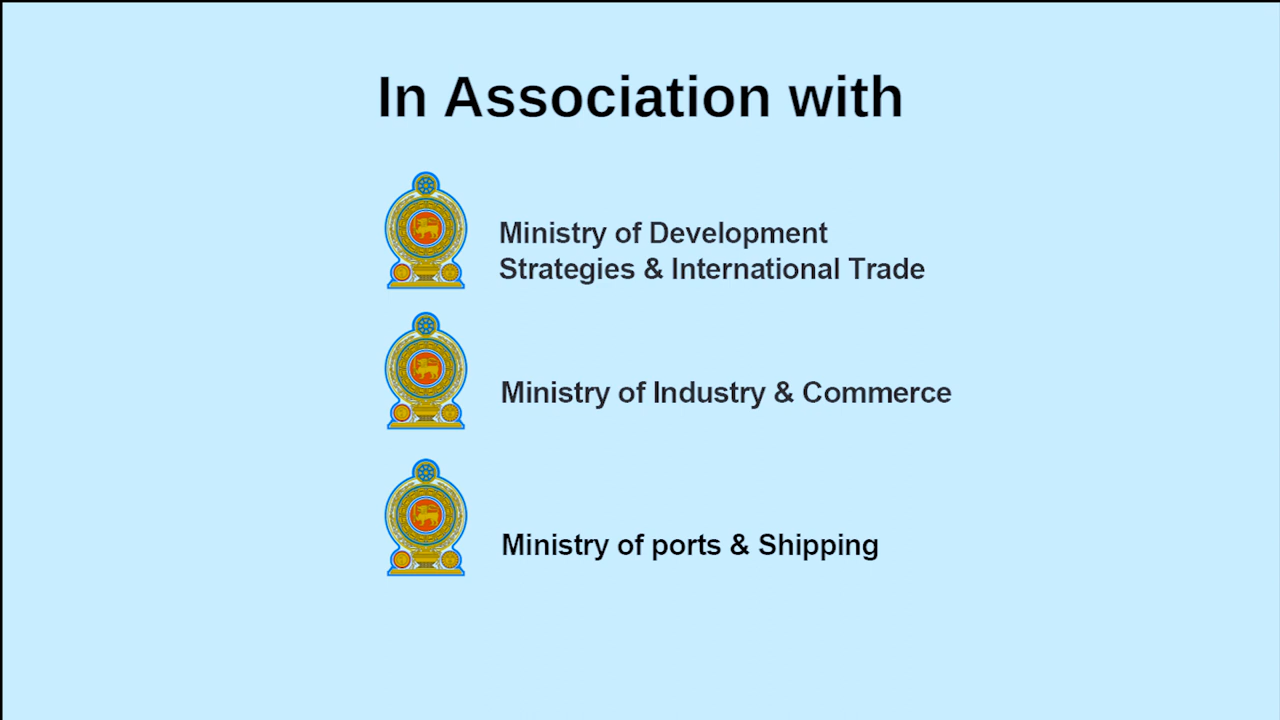 In Association with
Ministry of Development
Strategies & International Trade
Ministry of Industry & Commerce
Ministry of ports & Shipping